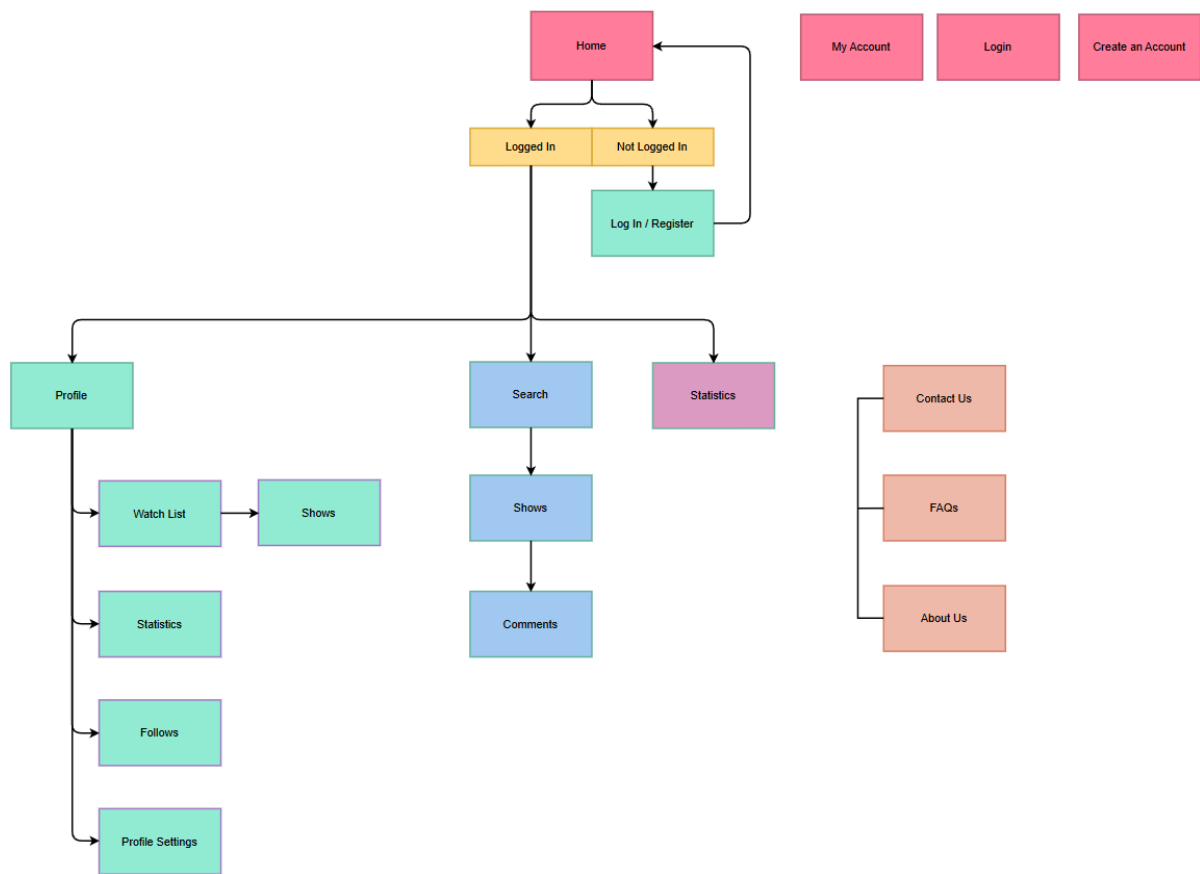 Home
My Account
Login
Create an Account
Logged In
Not Logged In
Log In / Register
Profile
Search
Statistics
Contact Us
Watch List
Shows
Shows
FAQs
Statistics
Comments
About Us
Follows
Profile Settings